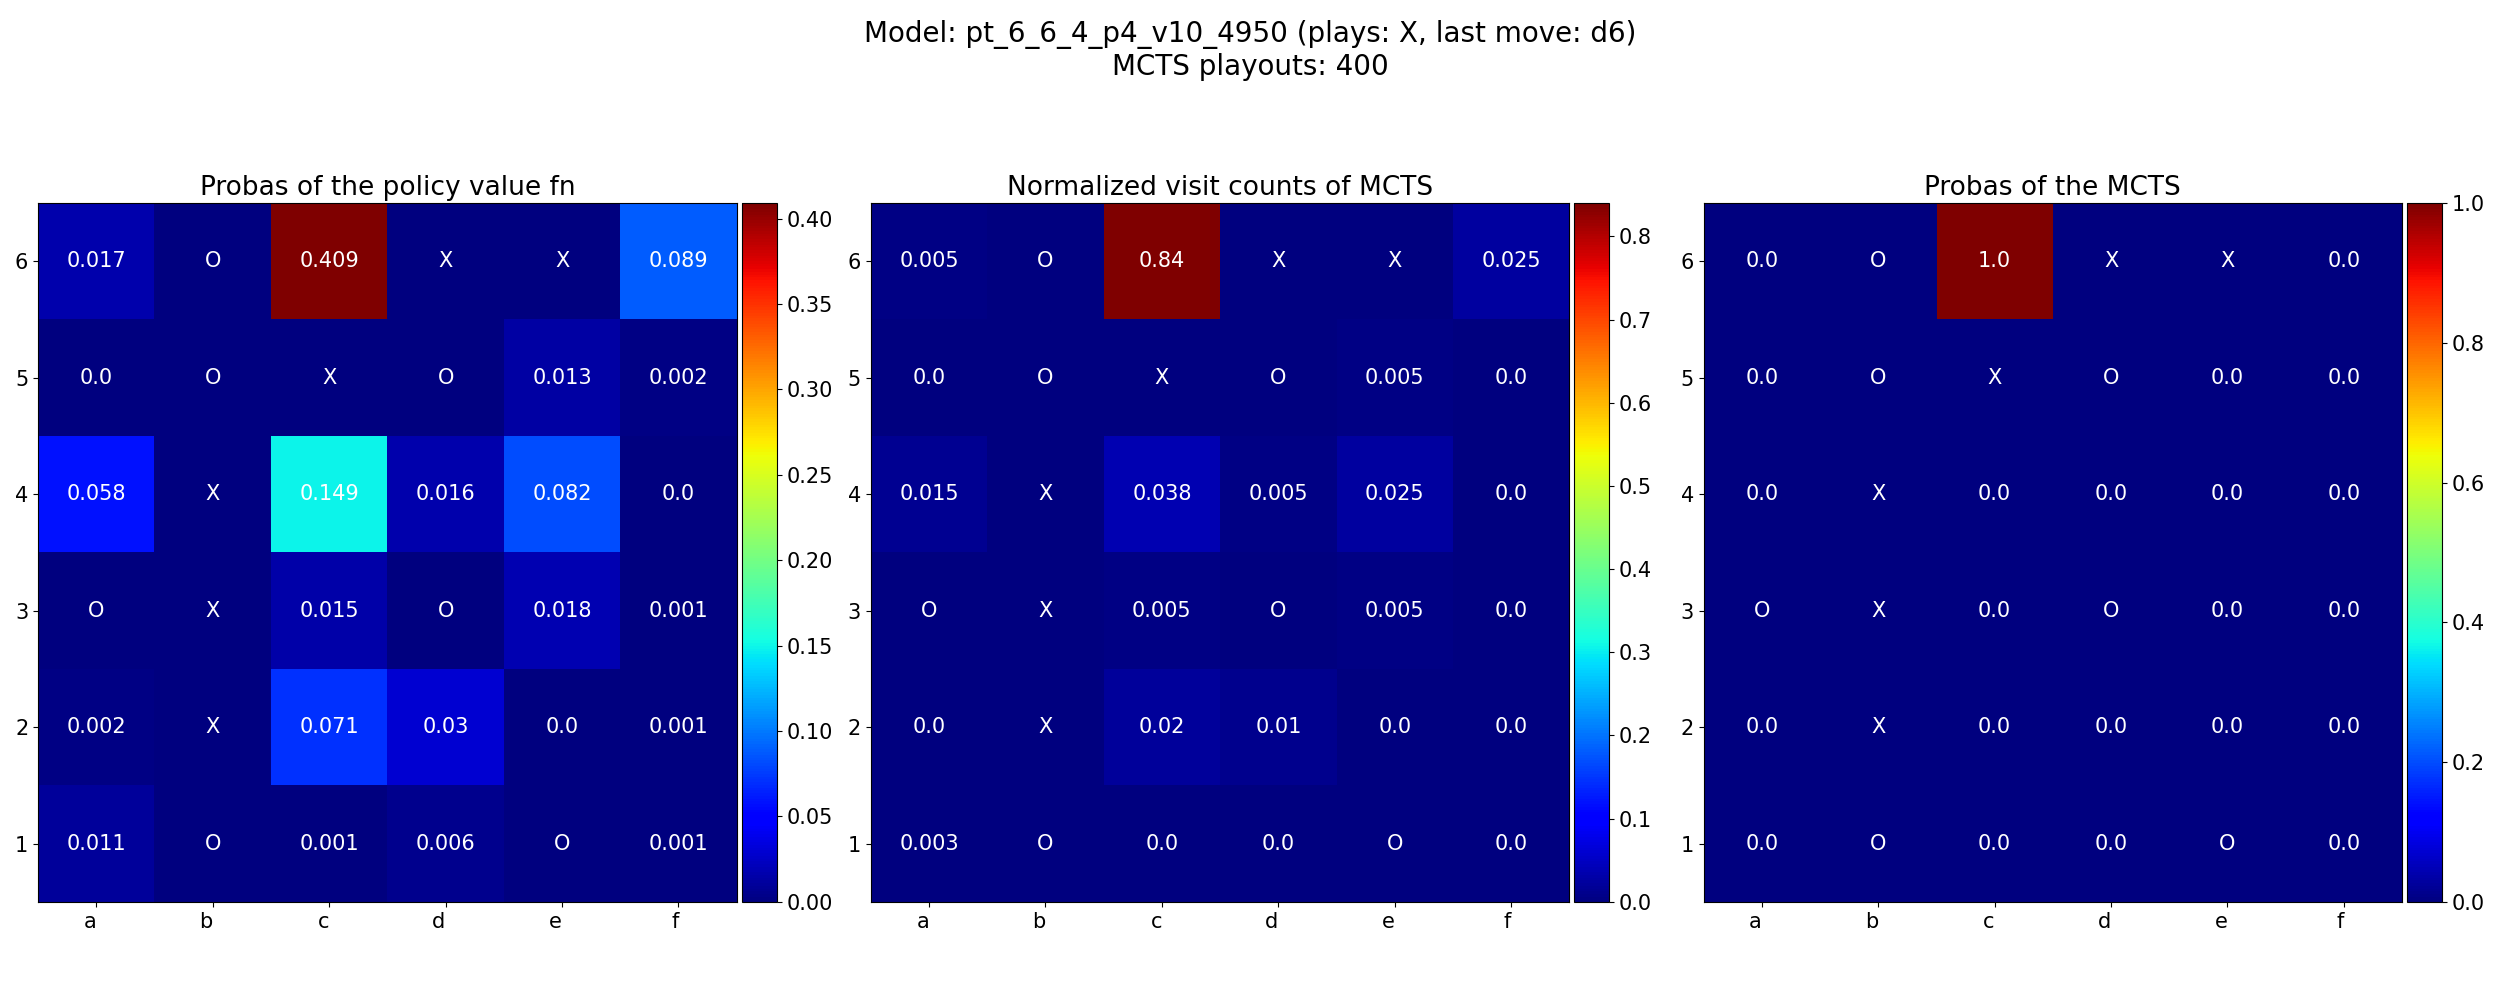 Model: pt_6_6_4_p4_v10_4950 (plays: X, last move: d6)
MCTS playouts: 400
Probas of the policy value fn
6 0.017 O 0.409 X X 0.089
5 0.0 O X O 0.013 0.002
4 0.058 X 0.149 0.016 0.082 0.0
3 O X 0.015 O 0.018 0.001
2 0.002 X 0.071 0.03 0.0 0.001
1 0.011 O 0.001 0.006 O 0.001
a b c d e f
0.40
0.35
0.30
0.25
0.20
0.15
0.10
0.05
0.00
Normalized visit counts of MCTS
6 0.005 O 0.84 X X 0.025
5 0.0 O X O 0.005 0.0
4 0.015 X 0.038 0.005 0.025 0.0
3 O X 0.005 O 0.005 0.0
2 0.0 X 0.02 0.01 0.0 0.0
1 0.003 O 0.0 0.0 O 0.0
a b c d e f
0.8
0.7
0.6
0.5
0.4
0.3
0.2
0.1
0.0
Probas of the MCTS
6 0.0 O 1.0 X X 0.0
5 0.0 O X O 0.0 0.0
4 0.0 X 0.0 0.0 0.0 0.0
3 O X 0.0 O 0.0 0.0
2 0.0 X 0.0 0.0 0.0 0.0
1 0.0 O 0.0 0.0 O 0.0
a b c d e f
1.0
0.8
0.6
0.4
0.2
0.0